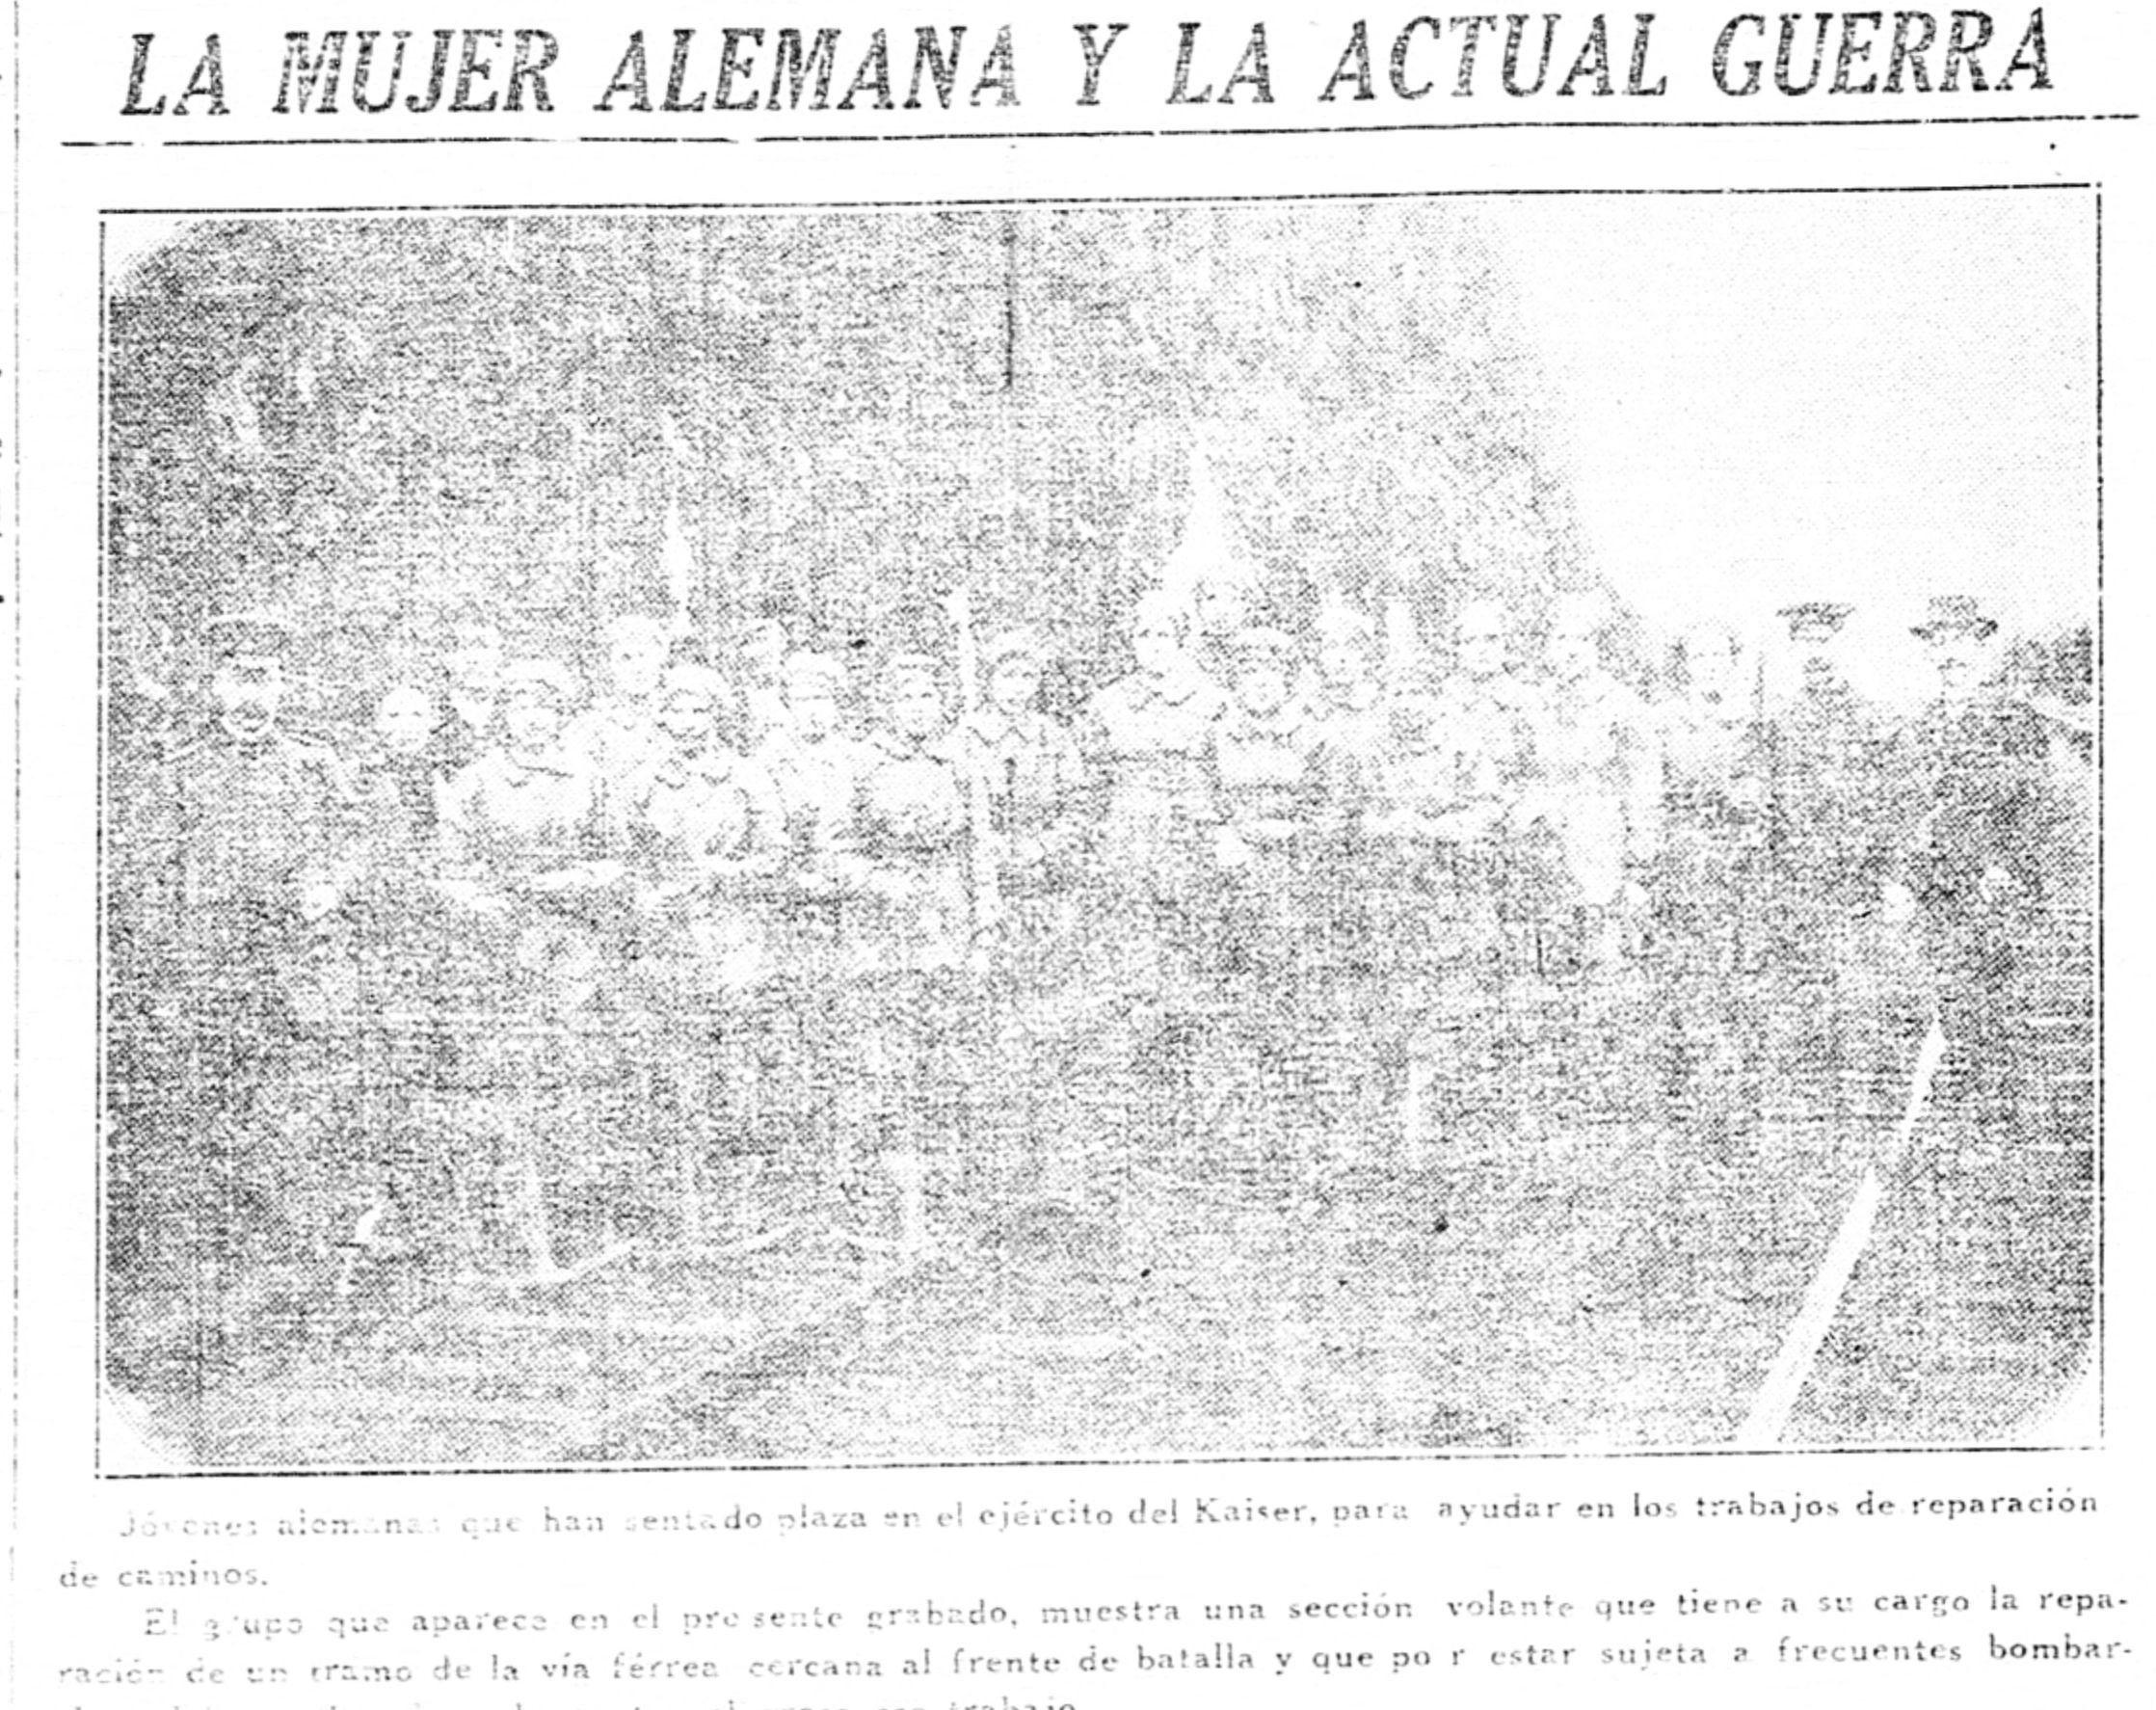 LA MUJER ALEMANA Y LA ACTUAL GUERRA
Jóvenes alemanas que han sentado plaza en el ejército del Kaiser, para ayudar en los trabajos de reparación
de caminos.
El grupo que aparece en el pre sente grabado, muestra una sección volante que tiene a su cargo la repa-
ración de un tramo de la vía férrea cercana al frente de batalla y que po r estar sujeta a frecuentes bombar-
trabajo